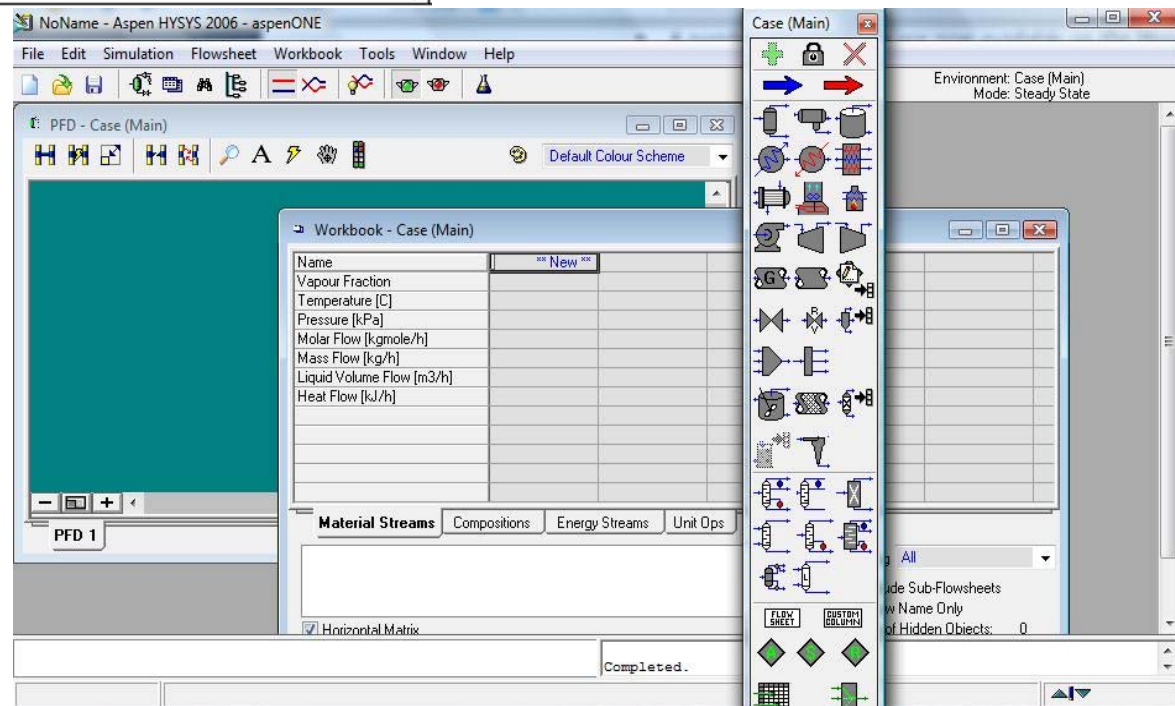 NoName - Aspen HYSYS 2006 - aspenONE
File Edit Simulation Flowsheet Workbook Tools Window Help
Environment: Case (Main)
Mode: Steady State
PFD - Case (Main)
A
Default Colour Scheme
PFD 1
Workbook - Case (Main)
Name ** New **
Vapour Fraction
Temperature [C]
Pressure [kPa]
Molar Flow [kgmole/h]
Mass Flow [kg/h]
Liquid Volume Flow [m3/h]
Heat Flow [kJ/h]
Material Streams Compositions Energy Streams Unit Ops
All
ude Sub-Flowsheets
w Name Only
of Hidden Objects: 0
Horizontal Matrix
Completed.
Case (Main)
G
R
L
FLOW SHEET
CUSTOM COLUMN
A S R